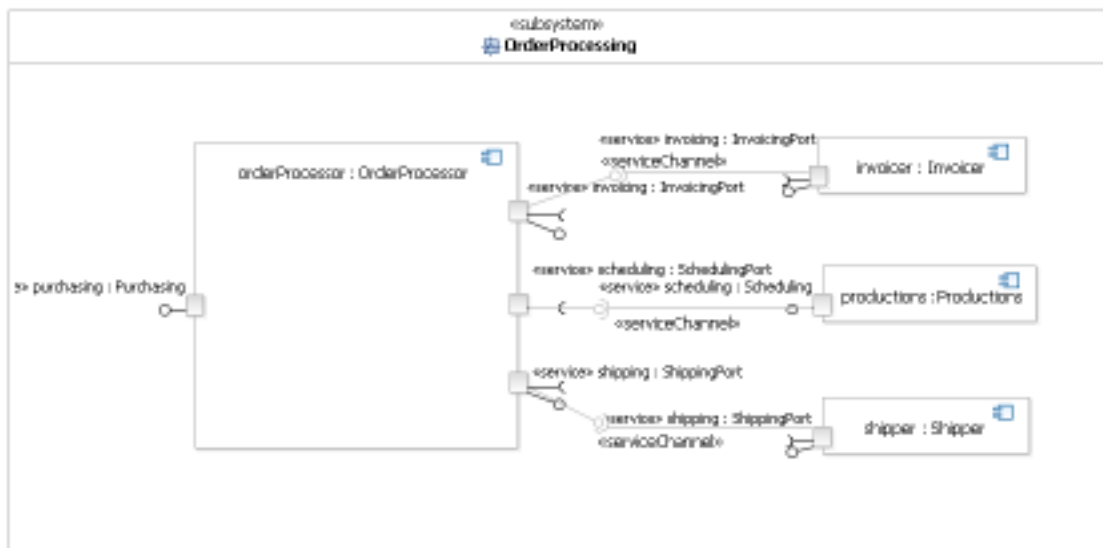 «subsystem»
OrderProcessing
«service» invoicing : InvoicingPort
«serviceChannel»
invoicer : Invoicer
orderProcessor : OrderProcessor
«service» invoicing : InvoicingPort
«service» scheduling : SchedulingPort
e» purchasing : Purchasing
«service» scheduling : Scheduling
productions :Productions
«serviceChannel»
«service» shipping : ShippingPort
«service» shipping : ShippingPort
shipper : Shipper
«serviceChannel»